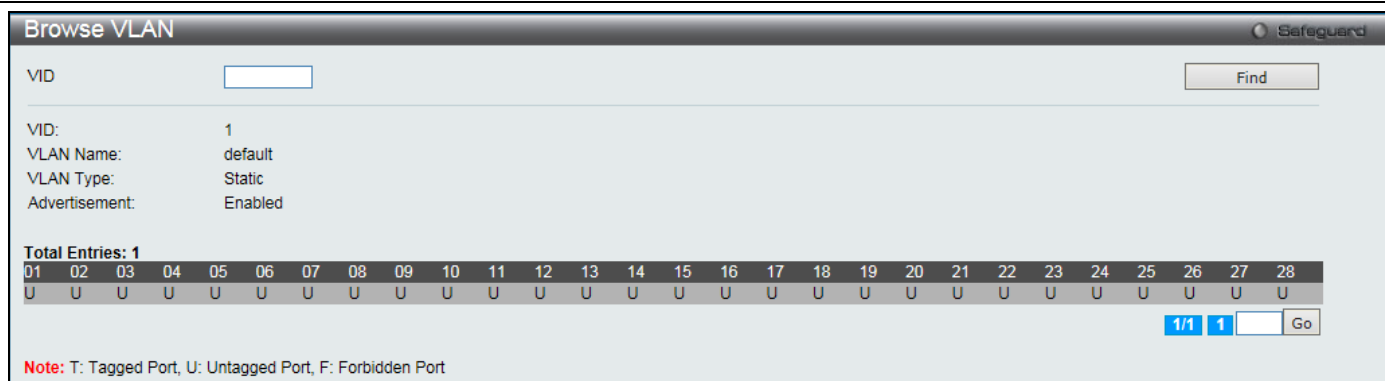 Browse VLAN Safeguard
VID Find
VID: 1
VLAN Name: default
VLAN Type: Static
Advertisement: Enabled
Total Entries: 1
01 02 03 04 05 06 07 08 09 10 11 12 13 14 15 16 17 18 19 20 21 22 23 24 25 26 27 28
U U U U U U U U U U U U U U U U U U U U U U U U U U U U
1/1 1 Go
Note: T: Tagged Port, U: Untagged Port, F: Forbidden Port